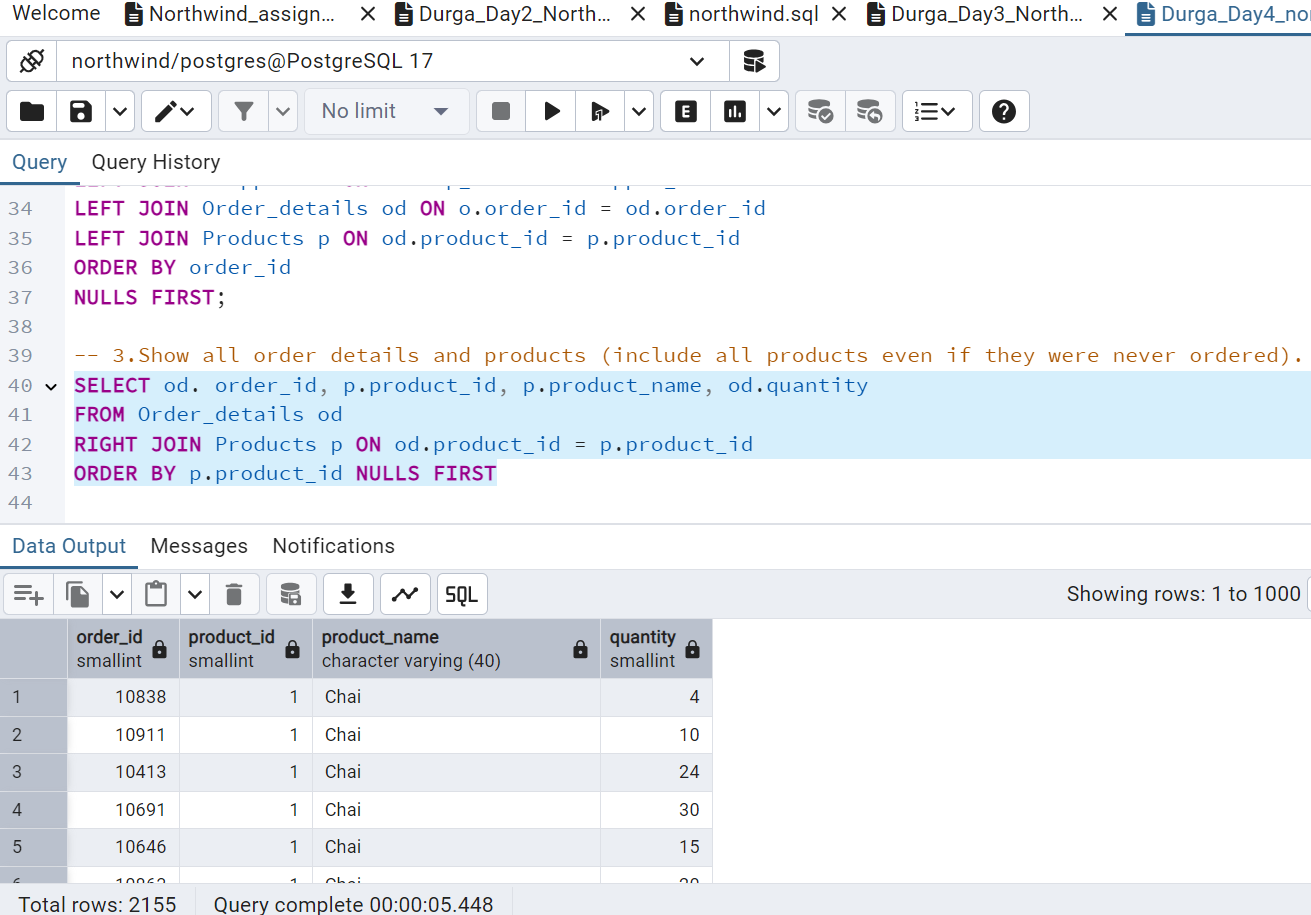 Welcome Northwind_assign... Durga_Day2_North... northwind.sql Durga_Day3_North... Durga_Day4_no
northwind/postgres@PostgreSQL 17
No limit
Query Query History
34 LEFT JOIN Order_details od ON o.order_id = od.order_id
35 LEFT JOIN Products p ON od.product_id = p.product_id
36 ORDER BY order_id
37 NULLS FIRST;
38
39 -- 3.Show all order details and products (include all products even if they were never ordered).
40 SELECT od. order_id, p.product_id, p.product_name, od.quantity
41 FROM Order_details od
42 RIGHT JOIN Products p ON od.product_id = p.product_id
43 ORDER BY p.product_id NULLS FIRST
44
Data Output Messages Notifications
SQL Showing rows: 1 to 1000
order_id product_id product_name quantity
smallint smallint character varying (40) smallint
1 10838 1 Chai 4
2 10911 1 Chai 10
3 10413 1 Chai 24
4 10691 1 Chai 30
5 10646 1 Chai 15
Total rows: 2155 Query complete 00:00:05.448